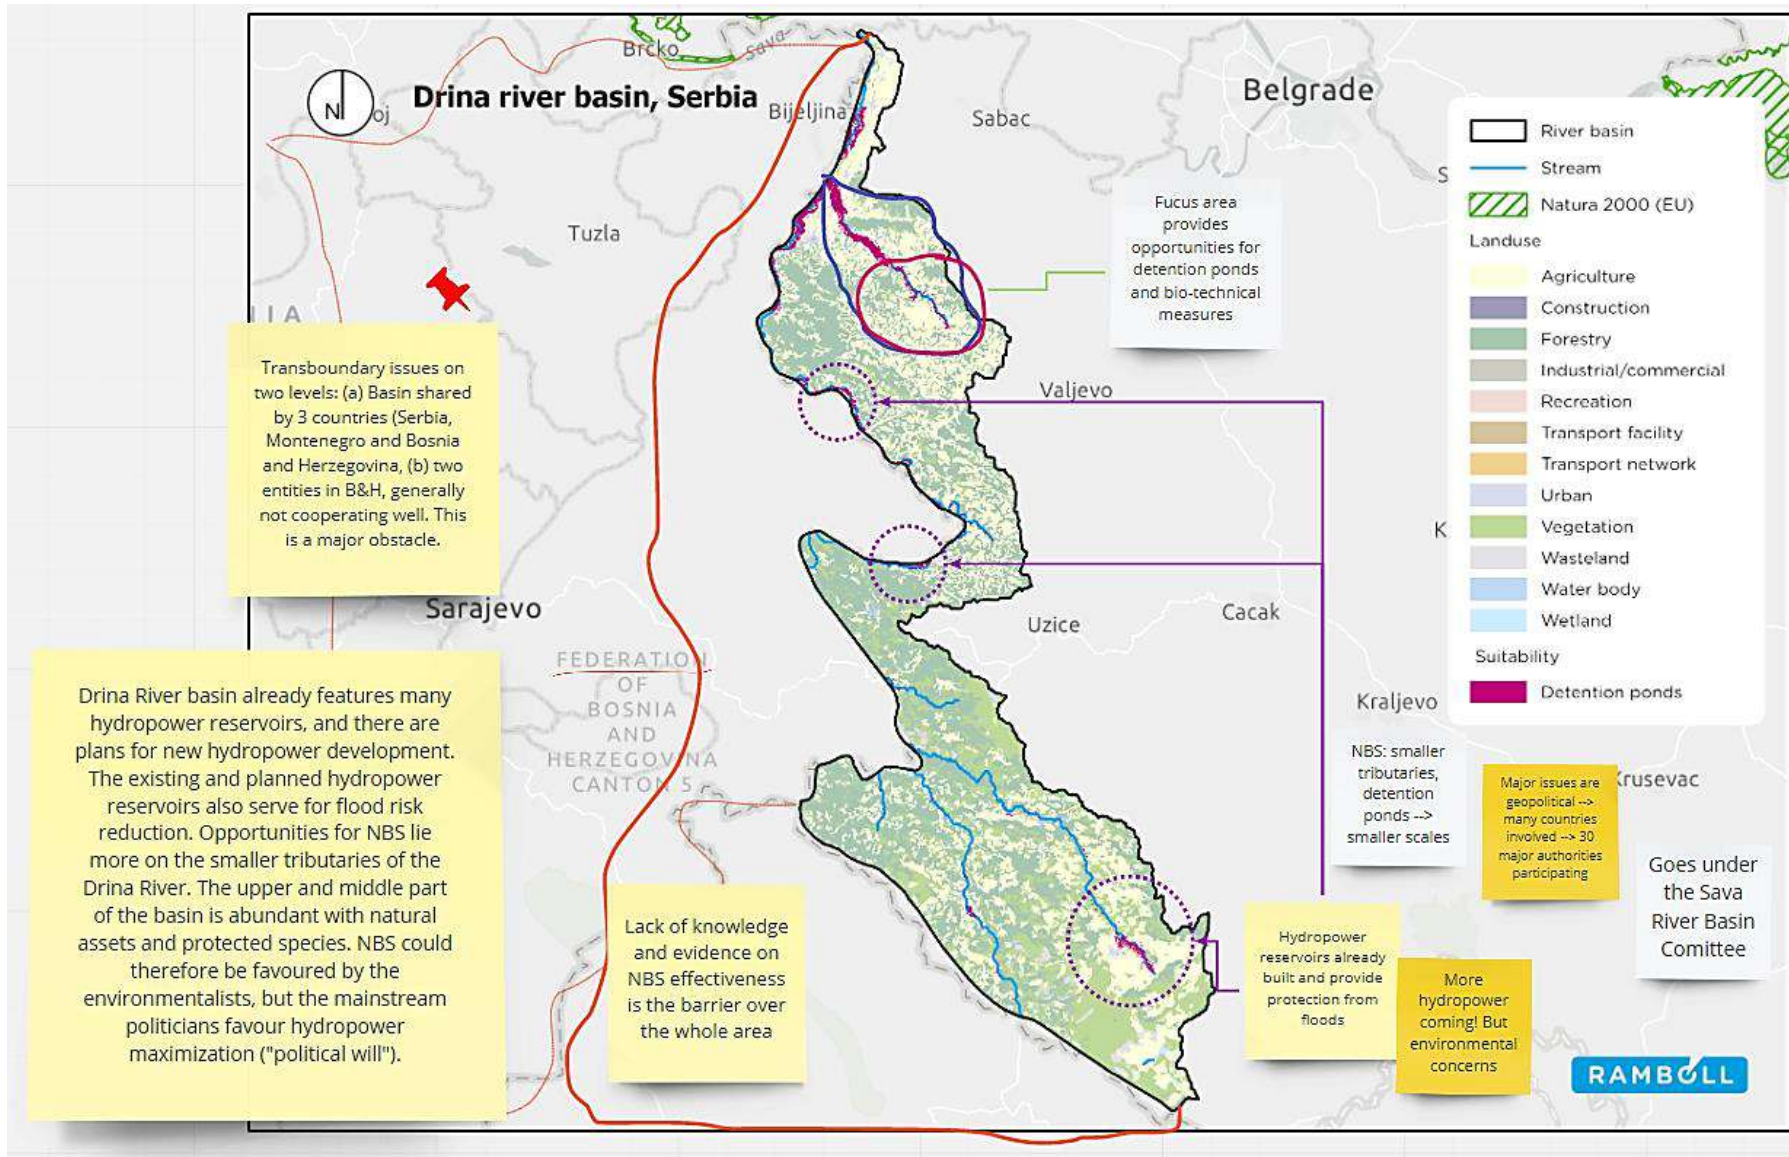 Drina river basin, Serbia
N
oj
Brcko
Sava
Bijeljina
Sabac
Belgrade
Tuzla
IIA
Valjevo
Sarajevo
Uzice
Cacak
Kraljevo
Krusevac
S
K
FEDERATION
OF
BOSNIA
AND
HERZEGOVINA
CANTON 5
River basin
Stream
Natura 2000 (EU)
Landuse
Agriculture
Construction
Forestry
Industrial/commercial
Recreation
Transport facility
Transport network
Urban
Vegetation
Wasteland
Water body
Wetland
Suitability
Detention ponds
Fucus area
provides
opportunities for
detention ponds
and bio-technical
measures
Transboundary issues on
two levels: (a) Basin shared
by 3 countries (Serbia,
Montenegro and Bosnia
and Herzegovina, (b) two
entities in B&H, generally
not cooperating well. This
is a major obstacle.
Drina River basin already features many
hydropower reservoirs, and there are
plans for new hydropower development.
The existing and planned hydropower
reservoirs also serve for flood risk
reduction. Opportunities for NBS lie
more on the smaller tributaries of the
Drina River. The upper and middle part
of the basin is abundant with natural
assets and protected species. NBS could
therefore be favoured by the
environmentalists, but the mainstream
politicians favour hydropower
maximization ("political will").
Lack of knowledge
and evidence on
NBS effectiveness
is the barrier over
the whole area
NBS: smaller
tributaries,
detention
ponds -->
smaller scales
Major issues are
geopolitical -->
many countries
involved --> 30
major authorities
participating
Goes under
the Sava
River Basin
Comittee
Hydropower
reservoirs already
built and provide
protection from
floods
More
hydropower
coming! But
environmental
concerns
RAMBOLL